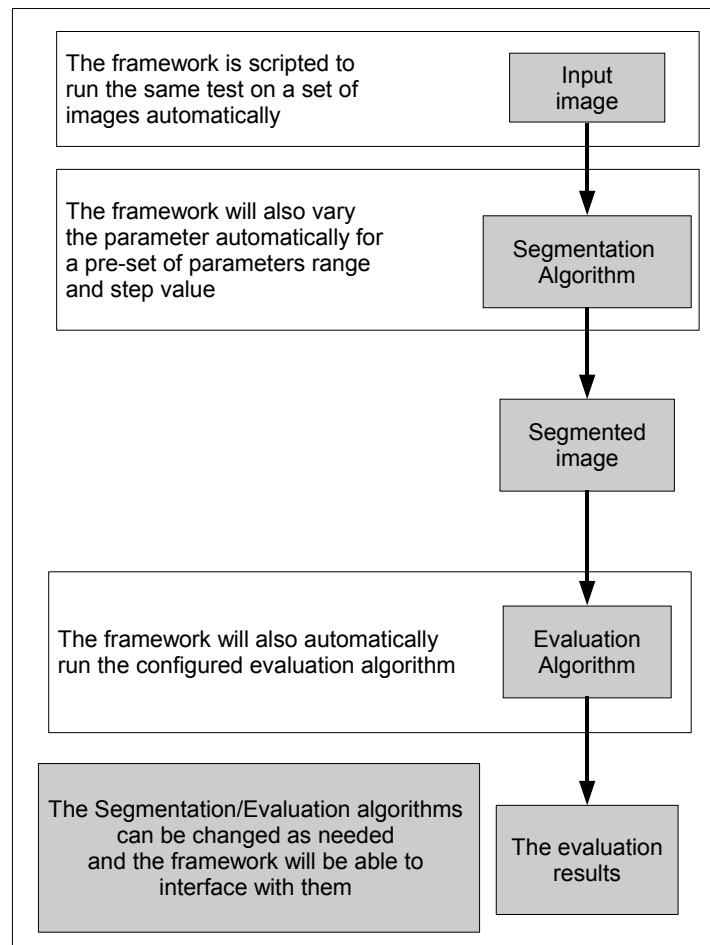 The framework is scripted to
run the same test on a set of
images automatically
Input
image
The framework will also vary
the parameter automatically for
a pre-set of parameters range
and step value
Segmentation
Algorithm
Segmented
image
The framework will also automatically
run the configured evaluation algorithm
Evaluation
Algorithm
The Segmentation/Evaluation algorithms
can be changed as needed
and the framework will be able to
interface with them
The evaluation
results